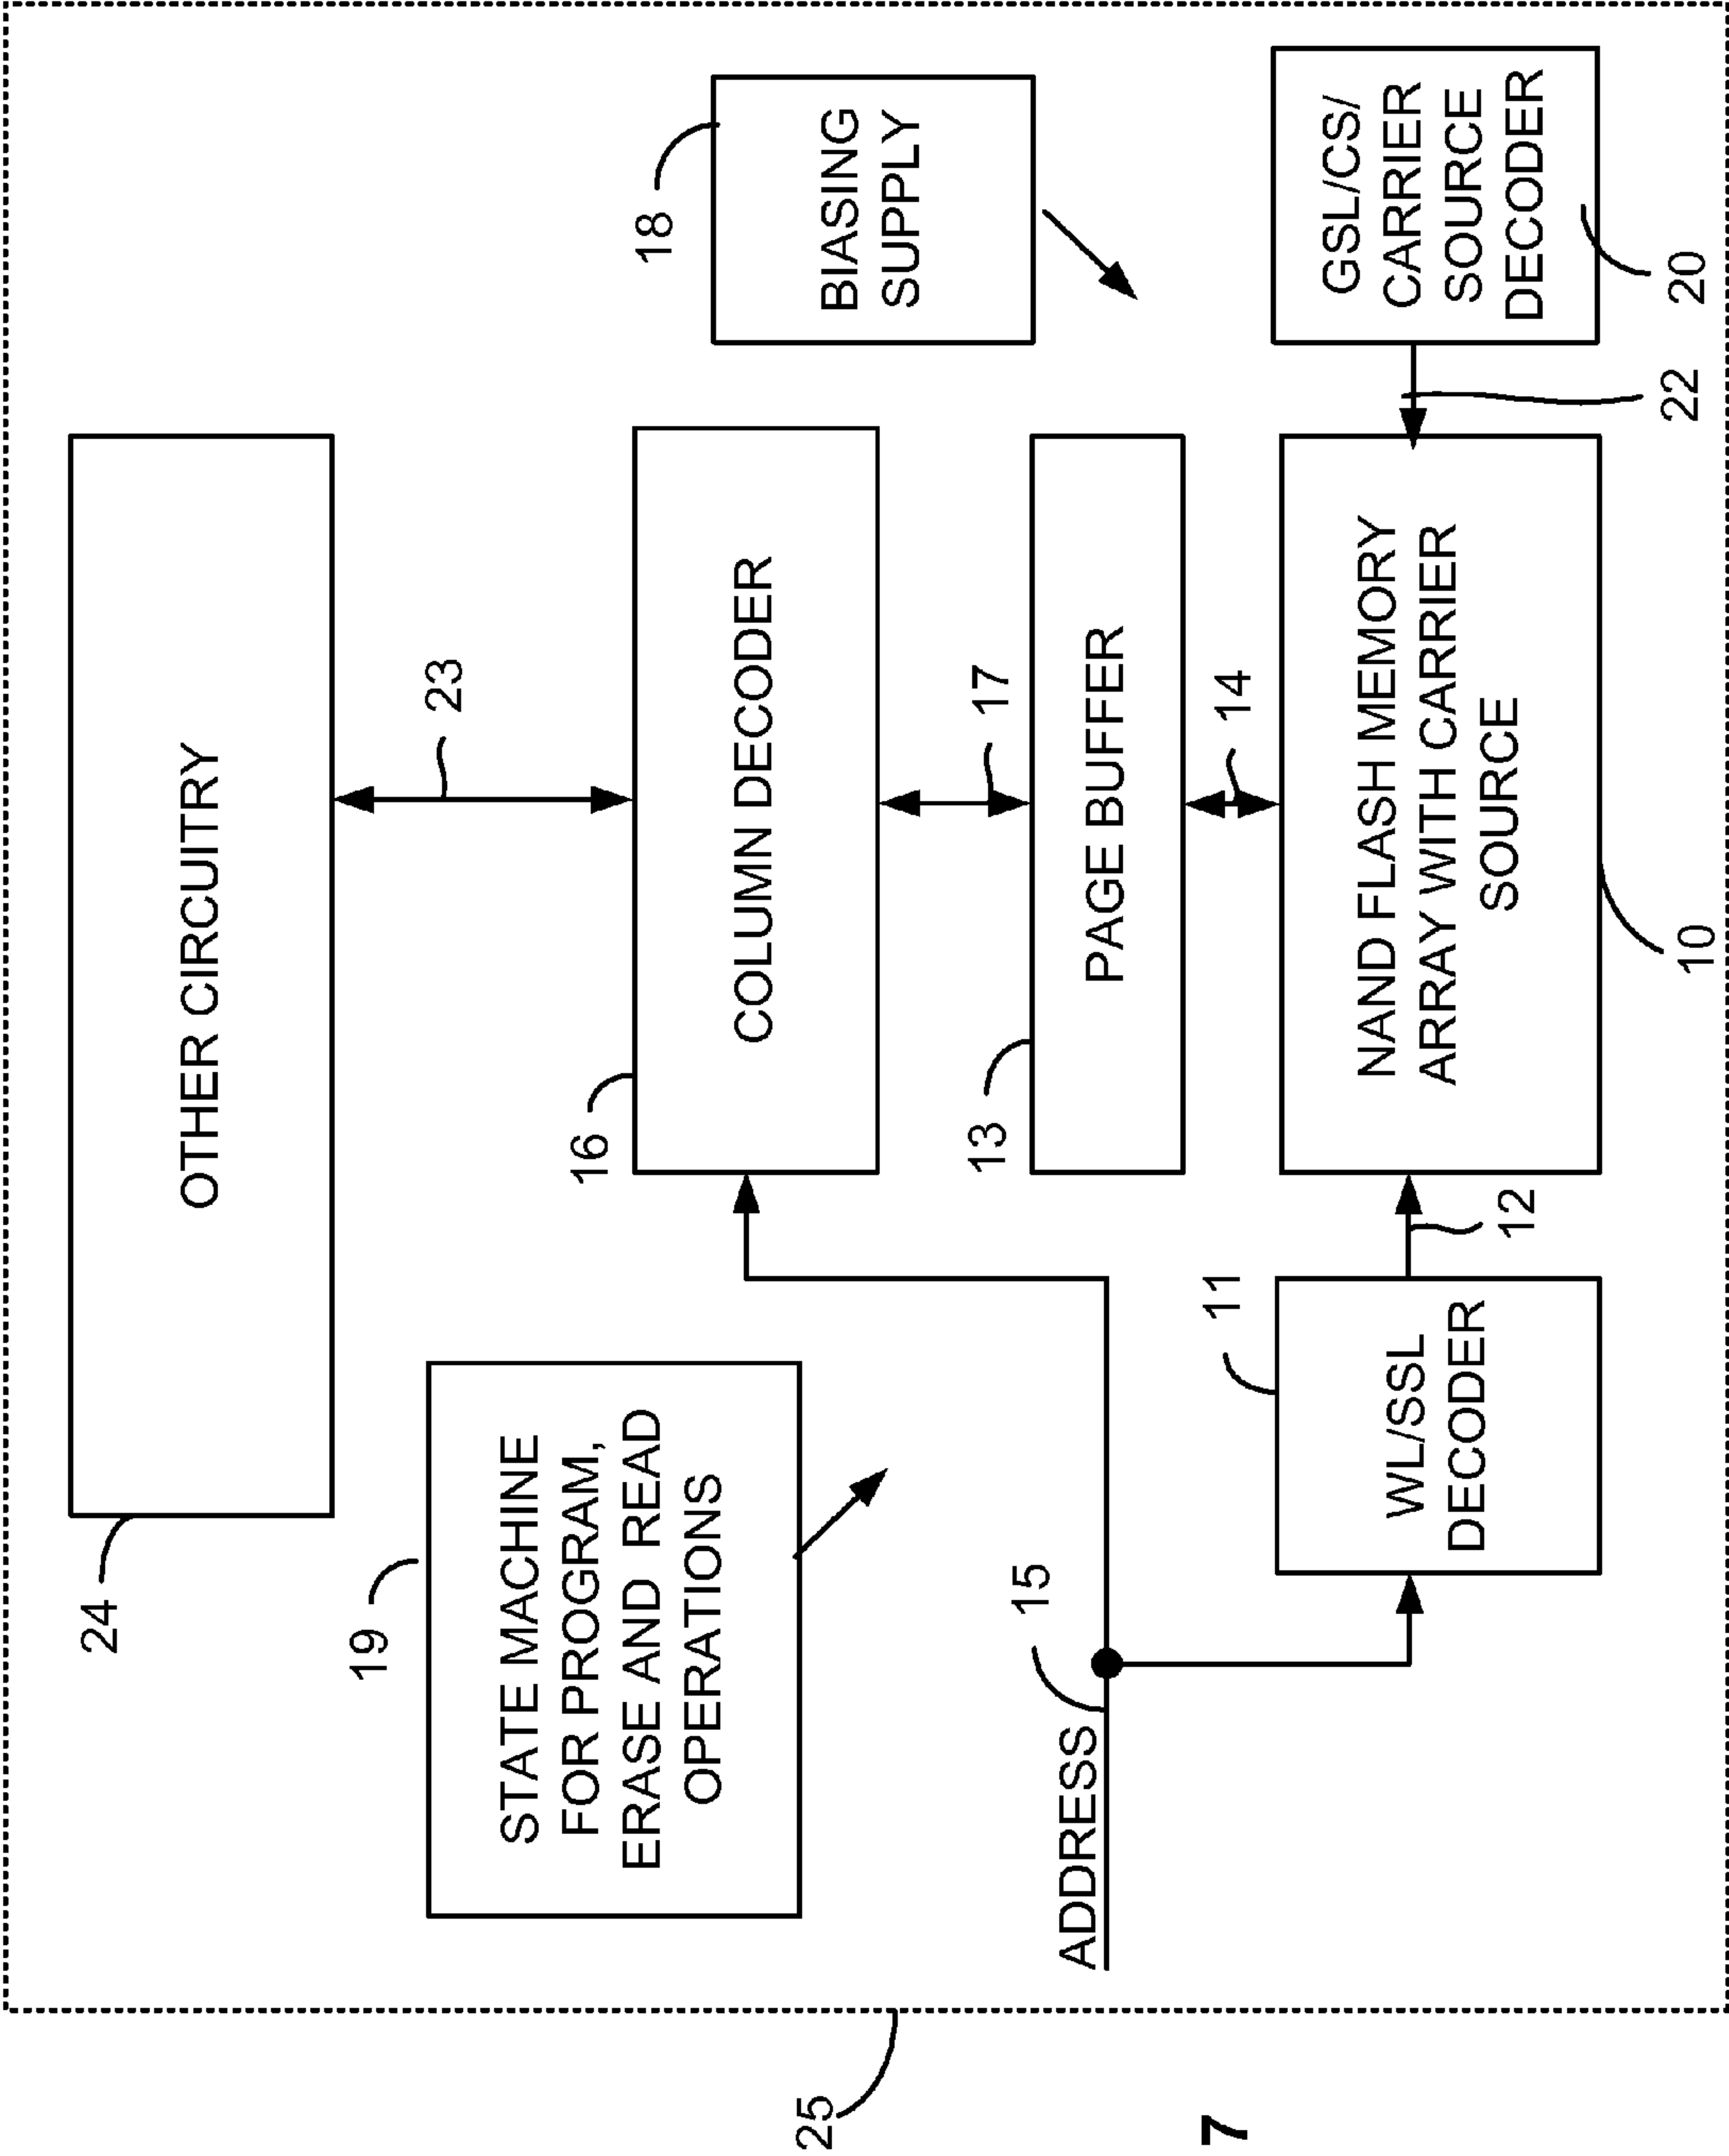 24
OTHER CIRCUITRY
23
19
STATE MACHINE
FOR PROGRAM,
ERASE AND READ
OPERATIONS
16
COLUMN DECODER
18
BIASING
SUPPLY
17
13
PAGE BUFFER
15
ADDRESS
14
11
WL/SSL
DECODER
12
NAND FLASH MEMORY
ARRAY WITH CARRIER
SOURCE
10
GSL/CS/
CARRIER
SOURCE
DECODER
22
20
25
7